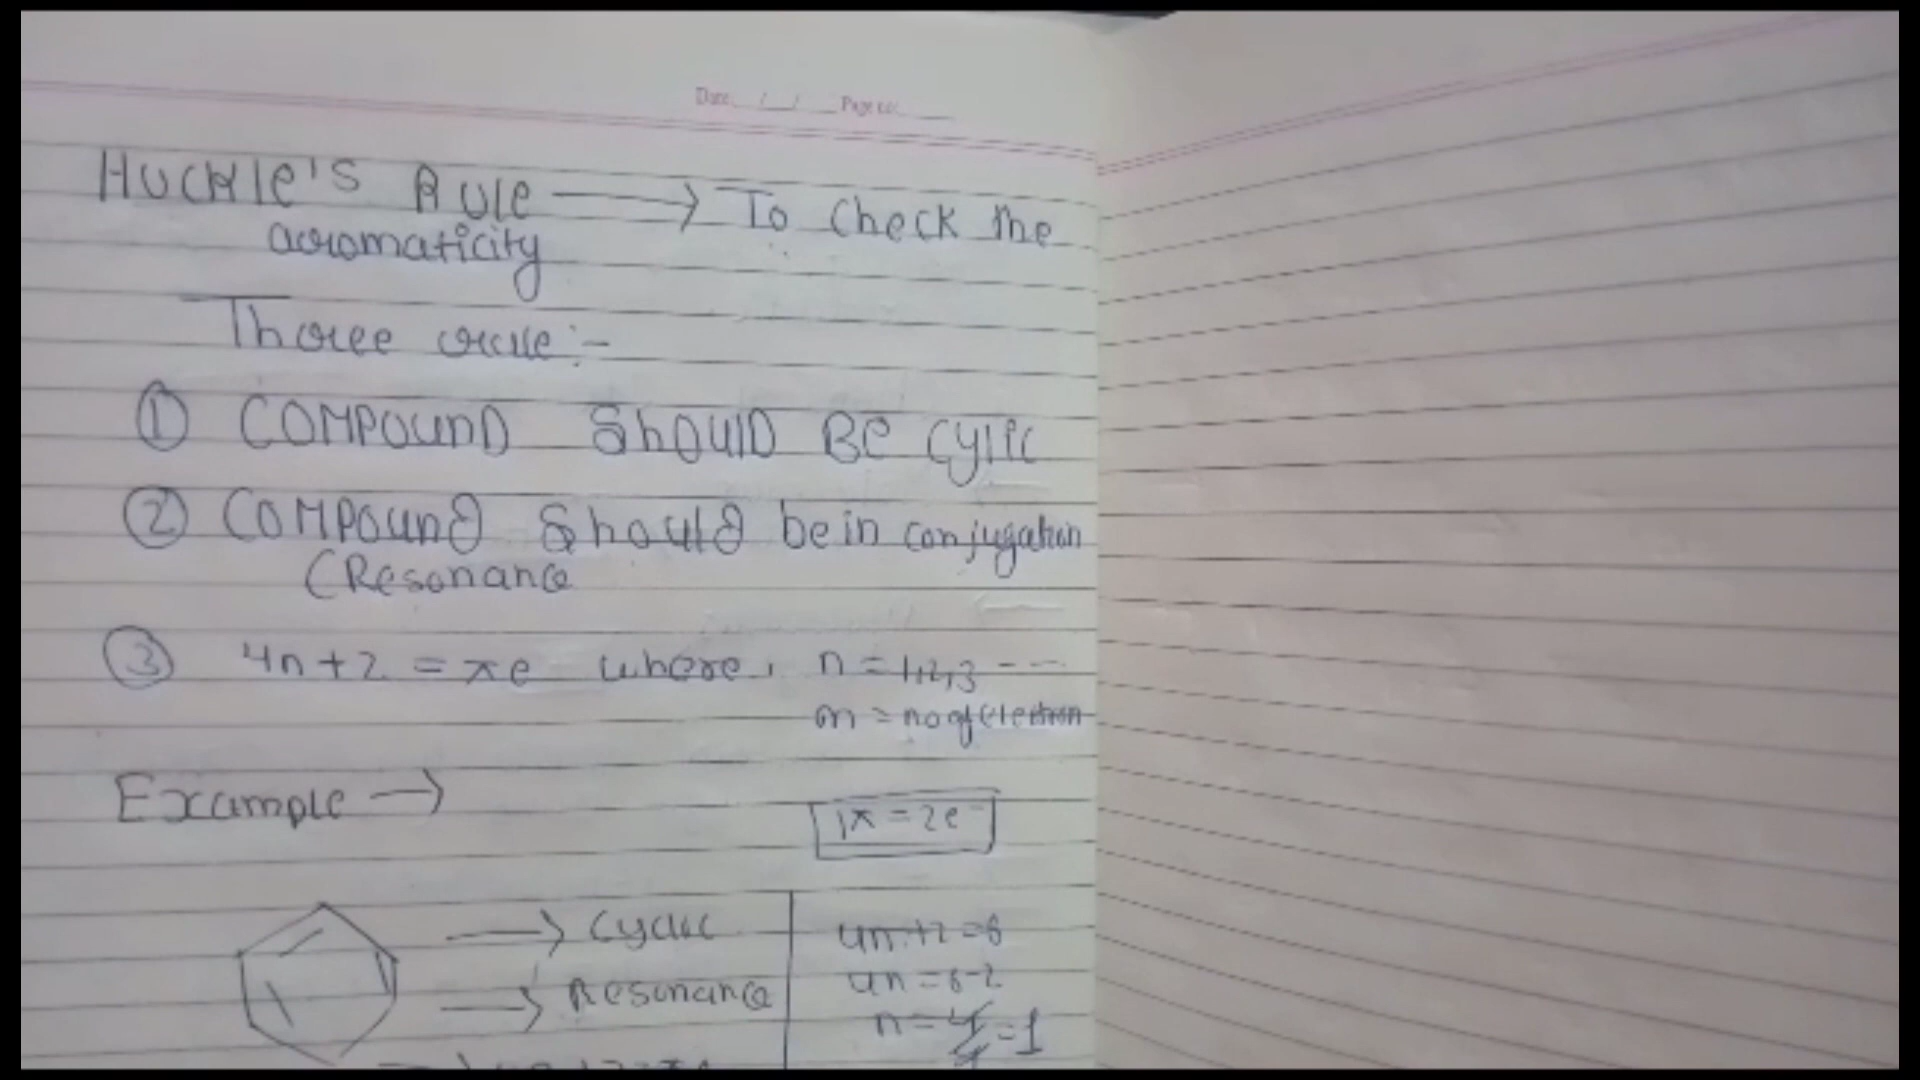 Date / / Page no:
HUCKle's Rule → To Check the
aromaticity
Three rule :-
① COMPOUND ShOUlD BE CYlic
② COMPOUND Should be in conjugation
(Resonance
③ 4n+2 = πe where, n = 1,2,3 ----
n = no of electron
Example →
1π = 2e⁻
→ Cyclic
4n+2=6
4n=6-2
→ Resonance
n=4/4=1